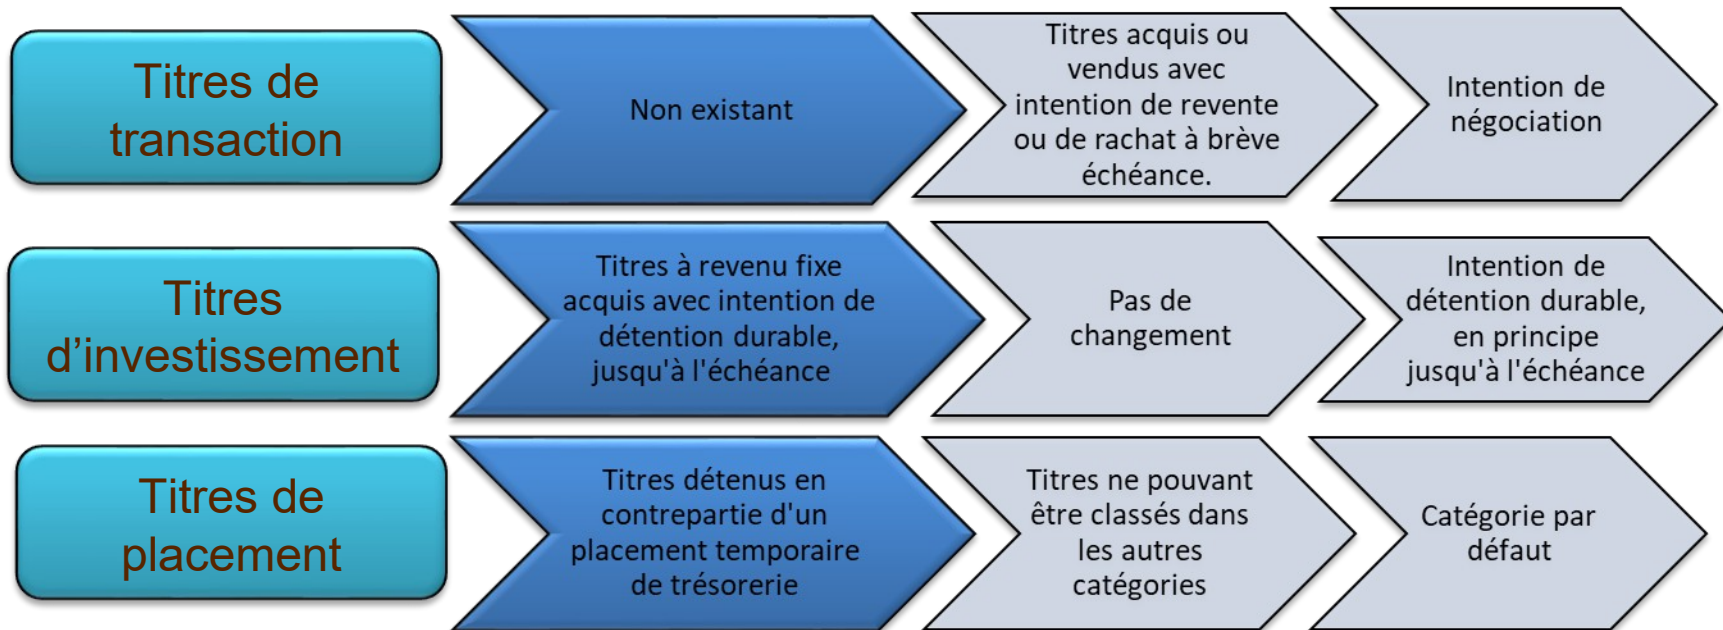 Titres de
transaction
Non existant
Titres acquis ou
vendus avec
intention de revente
ou de rachat à brève
échéance.
Intention de
négociation
Titres
d’investissement
Titres à revenu fixe
acquis avec intention de
détention durable,
jusqu'à l'échéance
Pas de
changement
Intention de
détention durable,
en principe
jusqu'à l'échéance
Titres de
placement
Titres détenus en
contrepartie d'un
placement temporaire
de trésorerie
Titres ne pouvant
être classés dans
les autres
catégories
Catégorie par
défaut